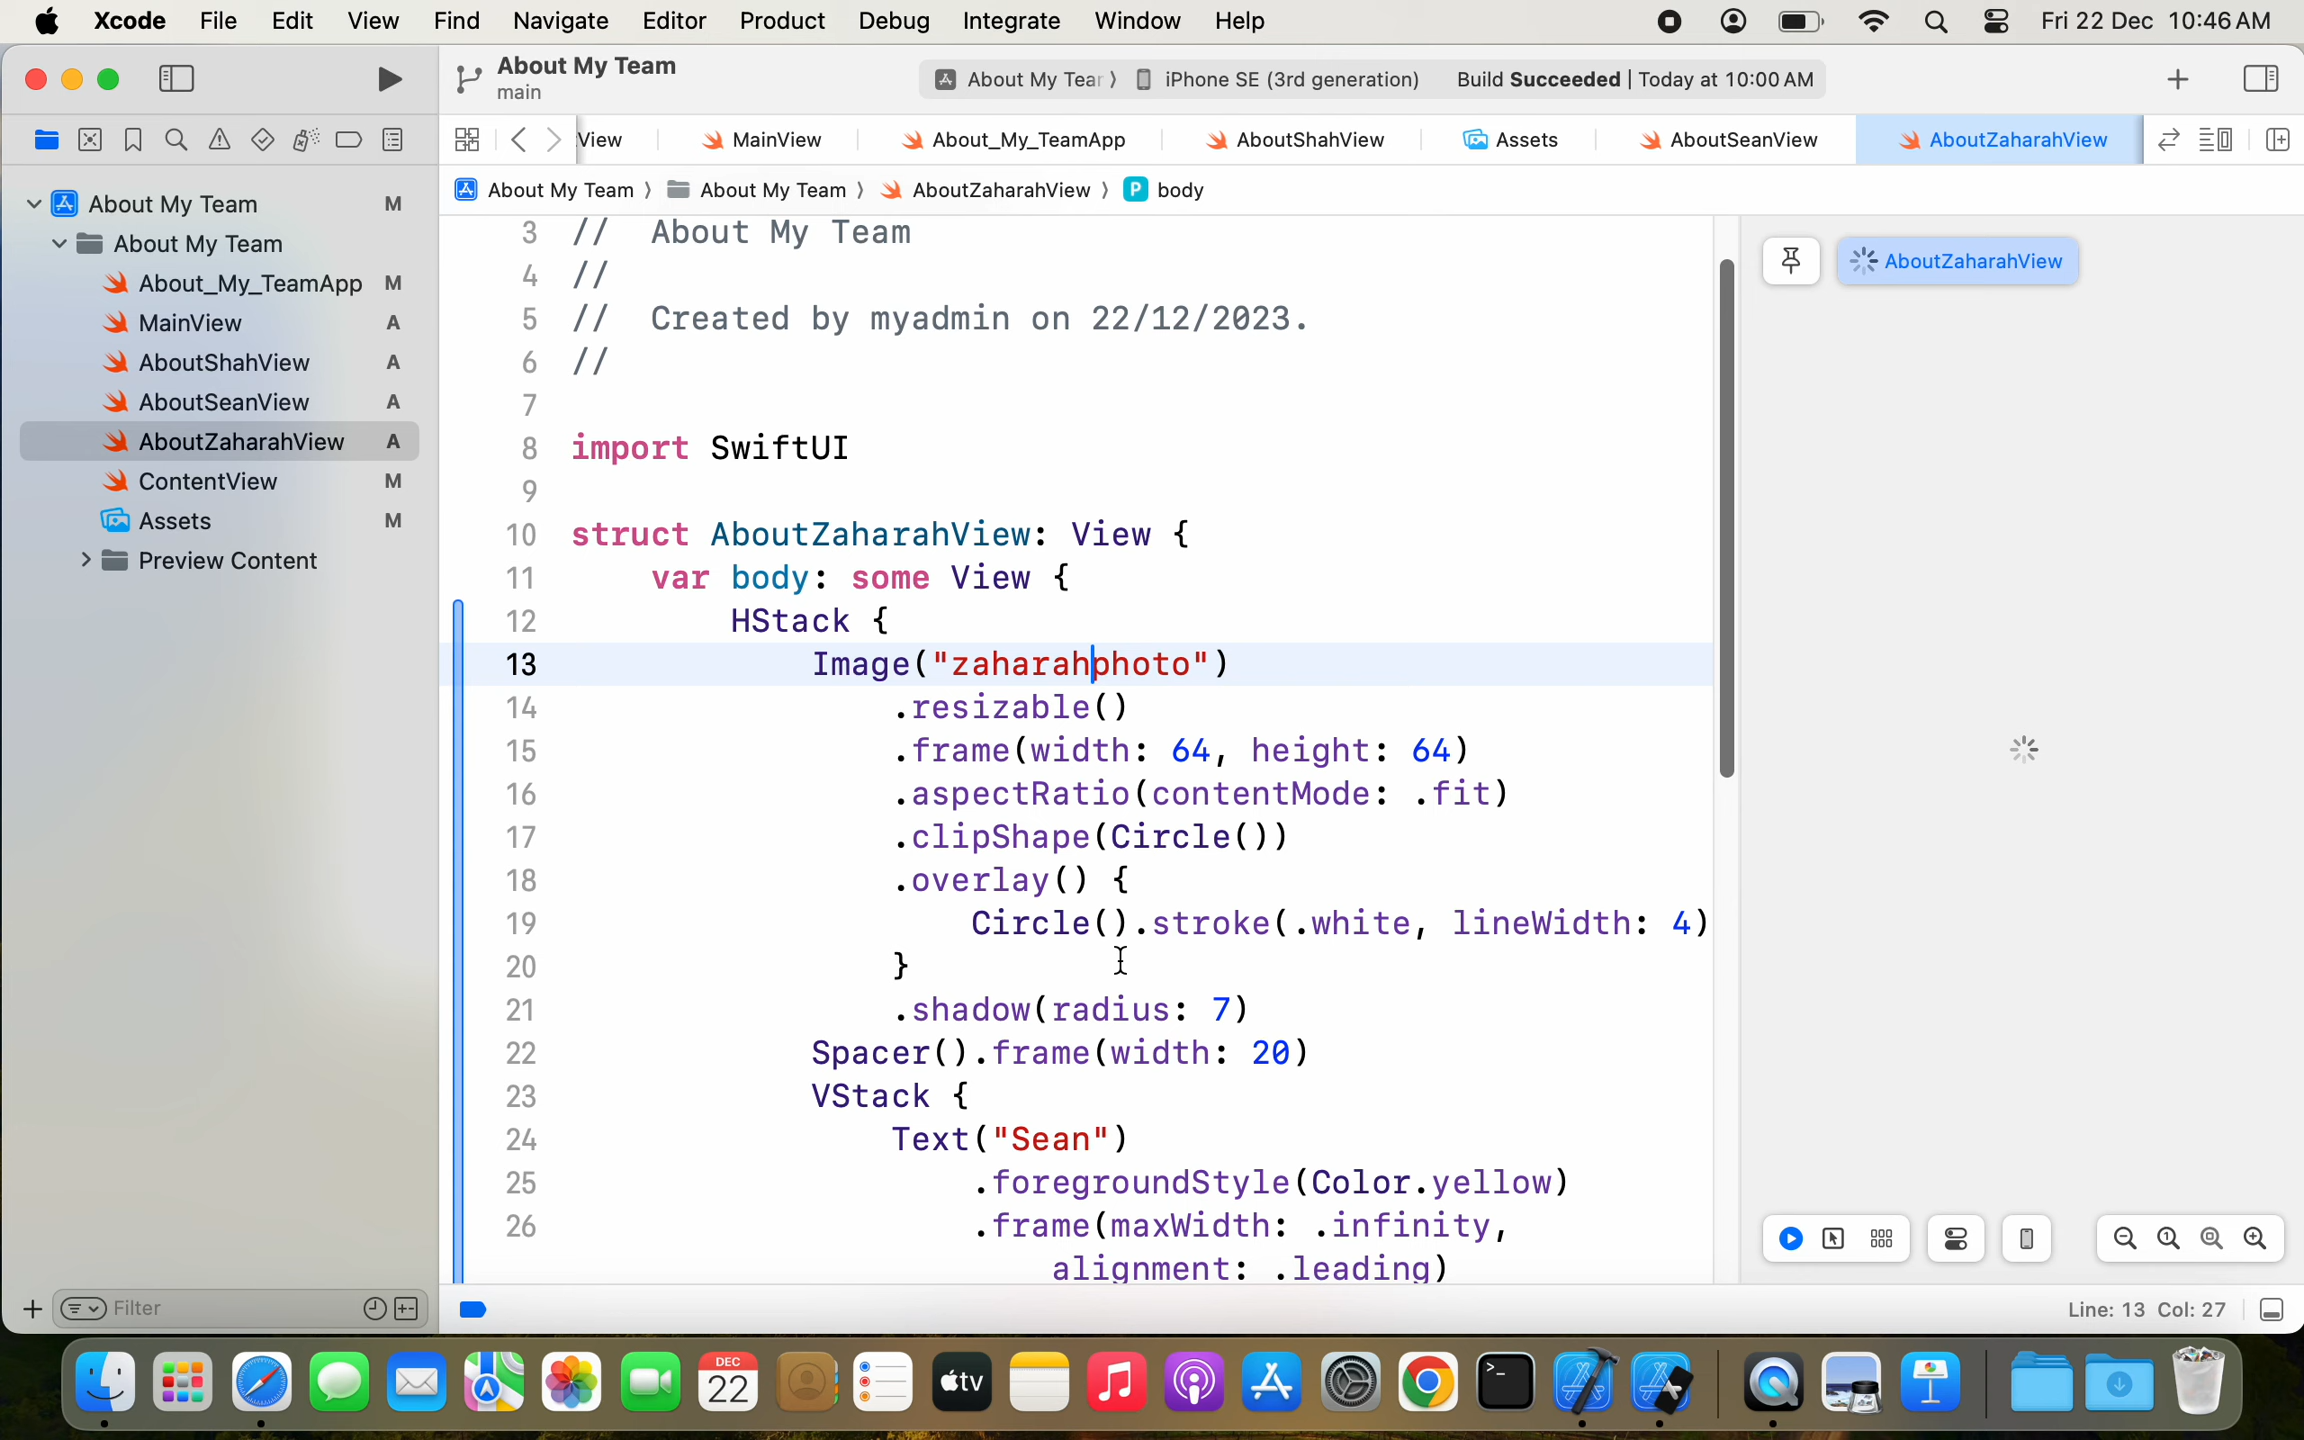 Xcode File Edit View Find Navigate Editor Product Debug Integrate Window Help Fri 22 Dec 10:46 AM
About My Team
main
About My Tear iPhone SE (3rd generation) Build Succeeded | Today at 10:00 AM
View MainView About_My_TeamApp AboutShahView Assets AboutSeanView AboutZaharahView
About My Team > About My Team > AboutZaharahView > P body
About My Team M
About My Team
About_My_TeamApp M
MainView A
AboutShahView A
AboutSeanView A
AboutZaharahView A
ContentView M
Assets M
Preview Content
Filter
3 //  About My Team
4 //
5 //  Created by myadmin on 22/12/2023.
6 //
7
8 import SwiftUI
9
10 struct AboutZaharahView: View {
11 var body: some View {
12 HStack {
13 Image("zaharahphoto")
14 .resizable()
15 .frame(width: 64, height: 64)
16 .aspectRatio(contentMode: .fit)
17 .clipShape(Circle())
18 .overlay() {
19 Circle().stroke(.white, lineWidth: 4)
20 }
21 .shadow(radius: 7)
22 Spacer().frame(width: 20)
23 VStack {
24 Text("Sean")
25 .foregroundStyle(Color.yellow)
26 .frame(maxWidth: .infinity,
alignment: .leading)
AboutZaharahView
Line: 13 Col: 27
DEC
22
tv